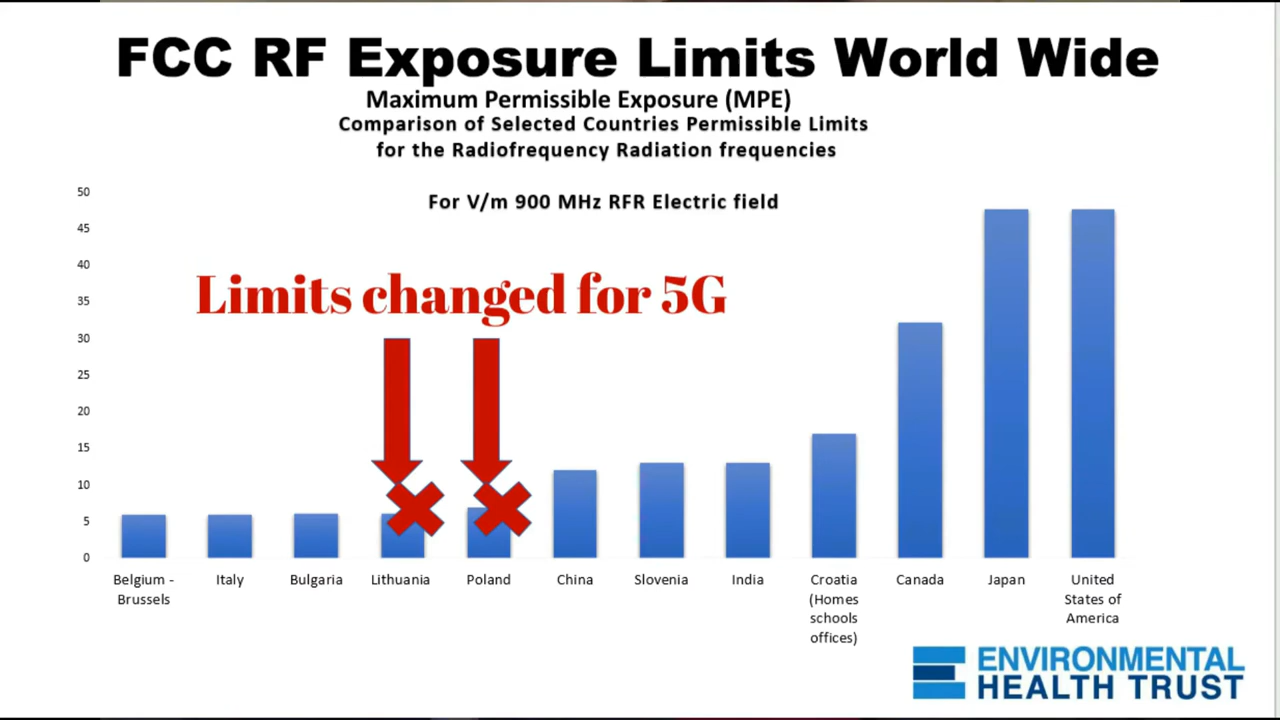 FCC RF Exposure Limits World Wide
Maximum Permissible Exposure (MPE)
Comparison of Selected Countries Permissible Limits
for the Radiofrequency Radiation frequencies
For V/m 900 MHz RFR Electric field
50
45
40
35
30
25
20
15
10
5
0
Limits changed for 5G
Belgium -
Brussels
Italy
Bulgaria
Lithuania
Poland
China
Slovenia
India
Croatia
(Homes
schools
offices)
Canada
Japan
United
States of
America
ENVIRONMENTAL
HEALTH TRUST